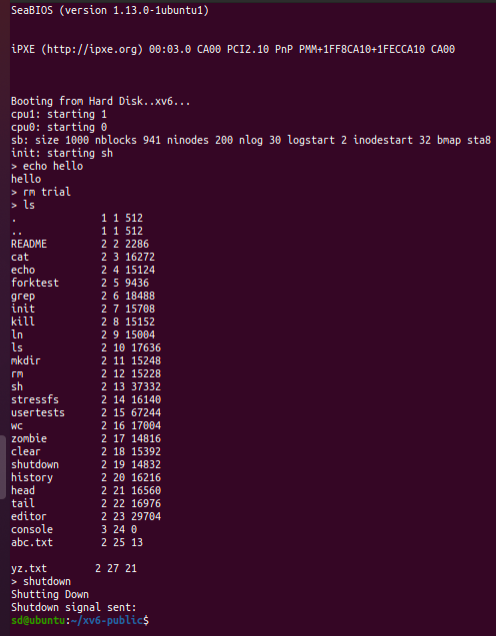 SeaBIOS (version 1.13.0-1ubuntu1)
iPXE (http://ipxe.org) 00:03.0 CA00 PCI2.10 PnP PMM+1FF8CA10+1FECCA10 CA00
Booting from Hard Disk..xv6...
cpu1: starting 1
cpu0: starting 0
sb: size 1000 nblocks 941 ninodes 200 nlog 30 logstart 2 inodestart 32 bmap sta8
init: starting sh
> echo hello
hello
> rm trial
> ls
. 1 1 512
.. 1 1 512
README 2 2 2286
cat 2 3 16272
echo 2 4 15124
forktest 2 5 9436
grep 2 6 18488
init 2 7 15708
kill 2 8 15152
ln 2 9 15004
ls 2 10 17636
mkdir 2 11 15248
rm 2 12 15228
sh 2 13 37332
stressfs 2 14 16140
usertests 2 15 67244
wc 2 16 17004
zombie 2 17 14816
clear 2 18 15392
shutdown 2 19 14832
history 2 20 16216
head 2 21 16560
tail 2 22 16976
editor 2 23 29704
console 3 24 0
abc.txt 2 25 13
yz.txt 2 27 21
> shutdown
Shutting Down
Shutdown signal sent:
sd@ubuntu:~/xv6-public$